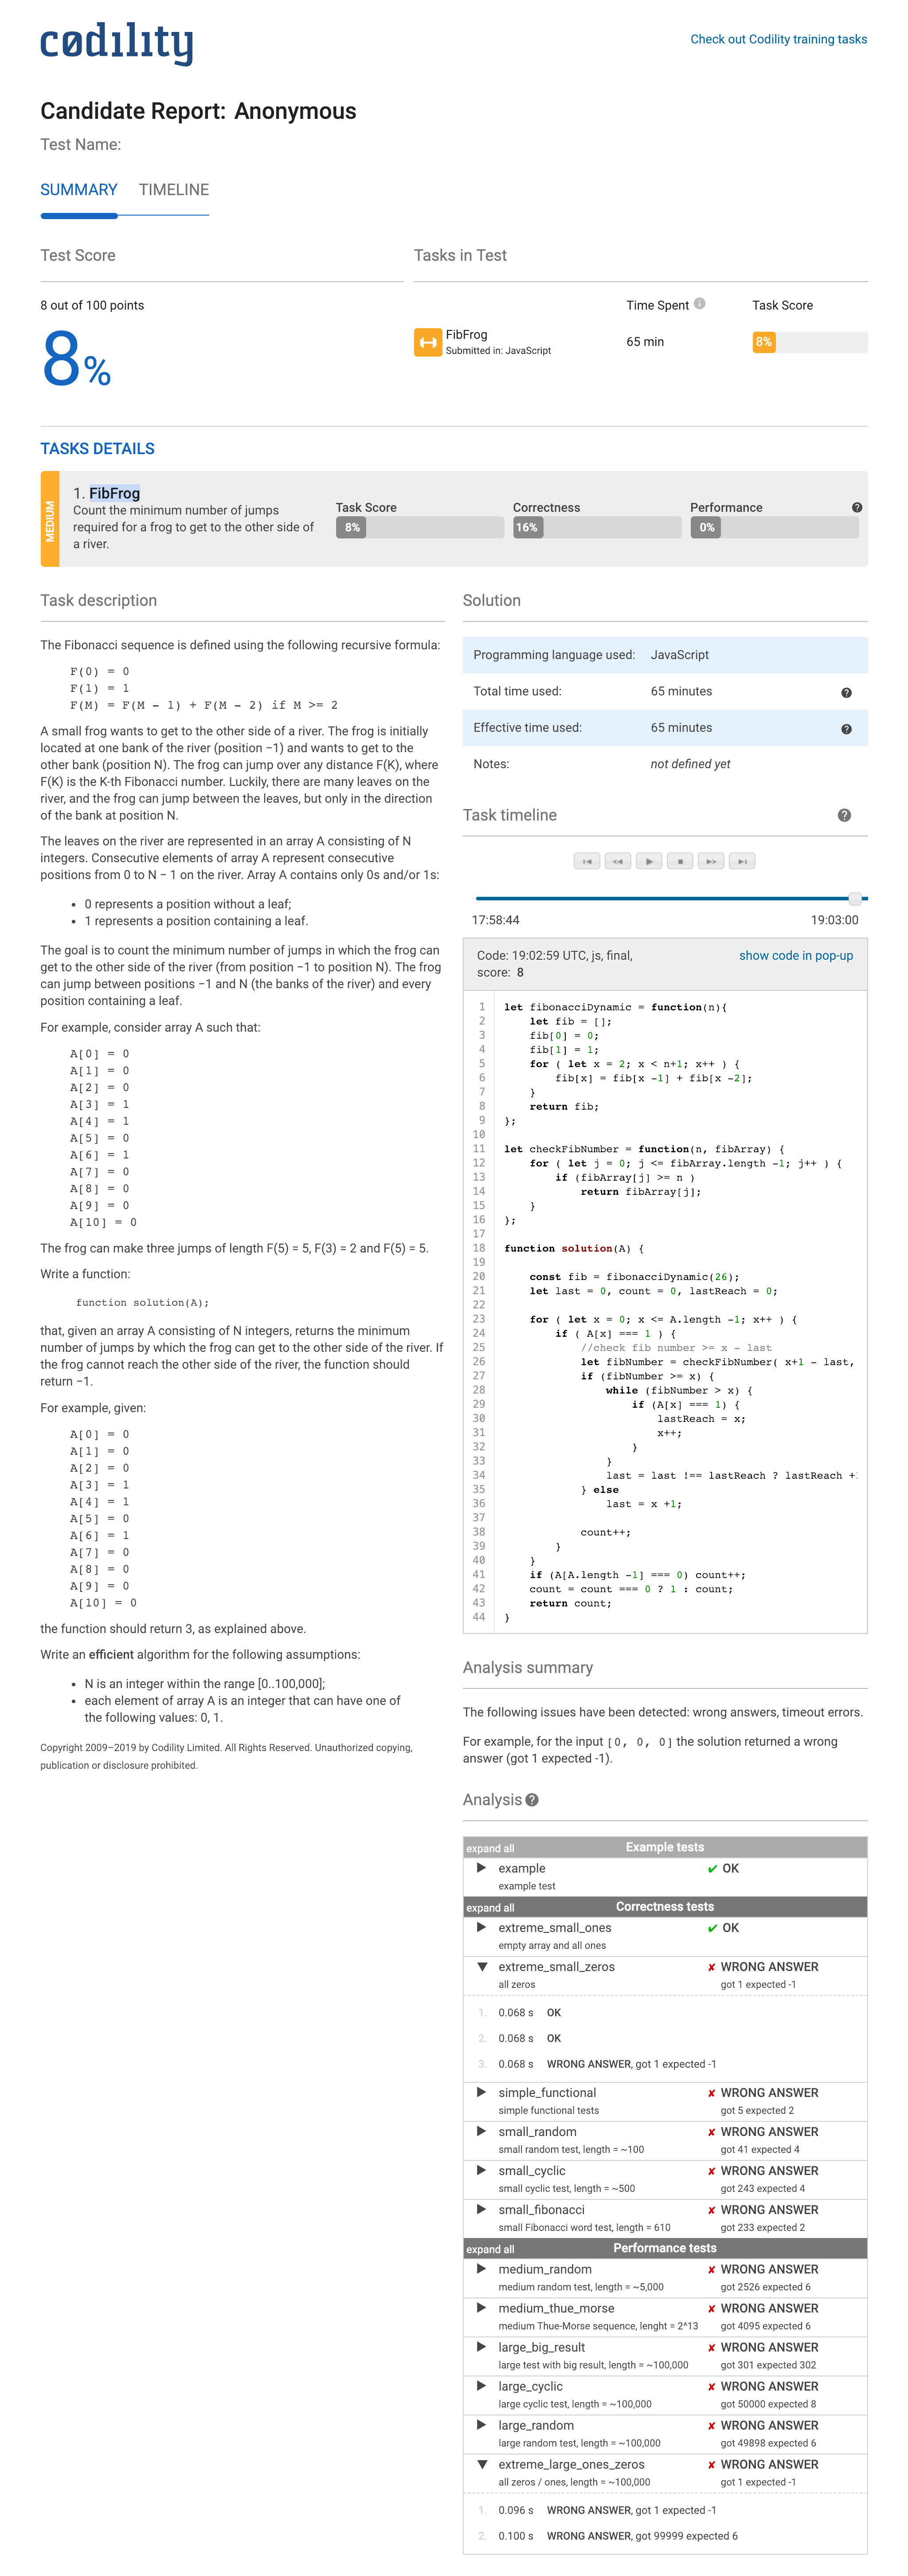 codility
Check out Codility training tasks
Candidate Report: Anonymous
Test Name:
SUMMARY TIMELINE
Test Score
8 out of 100 points
8%
Tasks in Test
Time Spent
Task Score
FibFrog
Submitted in: JavaScript
65 min
8%
TASKS DETAILS
MEDIUM
1. FibFrog
Count the minimum number of jumps
required for a frog to get to the other side of
a river.
Task Score
8%
Correctness
16%
Performance
0%
Task description
The Fibonacci sequence is defined using the following recursive formula:
F(0) = 0
F(1) = 1
F(M) = F(M - 1) + F(M - 2) if M >= 2
A small frog wants to get to the other side of a river. The frog is initially
located at one bank of the river (position −1) and wants to get to the
other bank (position N). The frog can jump over any distance F(K), where
F(K) is the K-th Fibonacci number. Luckily, there are many leaves on the
river, and the frog can jump between the leaves, but only in the direction
of the bank at position N.
The leaves on the river are represented in an array A consisting of N
integers. Consecutive elements of array A represent consecutive
positions from 0 to N − 1 on the river. Array A contains only 0s and/or 1s:
• 0 represents a position without a leaf;
• 1 represents a position containing a leaf.
The goal is to count the minimum number of jumps in which the frog can
get to the other side of the river (from position −1 to position N). The frog
can jump between positions −1 and N (the banks of the river) and every
position containing a leaf.
For example, consider array A such that:
A[0] = 0
A[1] = 0
A[2] = 0
A[3] = 1
A[4] = 1
A[5] = 0
A[6] = 1
A[7] = 0
A[8] = 0
A[9] = 0
A[10] = 0
The frog can make three jumps of length F(5) = 5, F(3) = 2 and F(5) = 5.
Write a function:
function solution(A);
that, given an array A consisting of N integers, returns the minimum
number of jumps by which the frog can get to the other side of the river. If
the frog cannot reach the other side of the river, the function should
return −1.
For example, given:
A[0] = 0
A[1] = 0
A[2] = 0
A[3] = 1
A[4] = 1
A[5] = 0
A[6] = 1
A[7] = 0
A[8] = 0
A[9] = 0
A[10] = 0
the function should return 3, as explained above.
Write an efficient algorithm for the following assumptions:
• N is an integer within the range [0..100,000];
• each element of array A is an integer that can have one of
the following values: 0, 1.
Copyright 2009–2019 by Codility Limited. All Rights Reserved. Unauthorized copying,
publication or disclosure prohibited.
Solution
Programming language used: JavaScript
Total time used: 65 minutes
Effective time used: 65 minutes
Notes: not defined yet
Task timeline
17:58:44 19:03:00
Code: 19:02:59 UTC, js, final,
score: 8
show code in pop-up
1 let fibonacciDynamic = function(n){
2 let fib = [];
3 fib[0] = 0;
4 fib[1] = 1;
5 for ( let x = 2; x < n+1; x++ ) {
6 fib[x] = fib[x -1] + fib[x -2];
7 }
8 return fib;
9 };
10
11 let checkFibNumber = function(n, fibArray) {
12 for ( let j = 0; j <= fibArray.length -1; j++ ) {
13 if (fibArray[j] >= n )
14 return fibArray[j];
15 }
16 };
17
18 function solution(A) {
19
20 const fib = fibonacciDynamic(26);
21 let last = 0, count = 0, lastReach = 0;
22
23 for ( let x = 0; x <= A.length -1; x++ ) {
24 if ( A[x] === 1 ) {
25 //check fib number >= x - last
26 let fibNumber = checkFibNumber( x+1 - last,
27 if (fibNumber >= x) {
28 while (fibNumber > x) {
29 if (A[x] === 1) {
30 lastReach = x;
31 x++;
32 }
33 }
34 last = last !== lastReach ? lastReach +
35 } else
36 last = x +1;
37
38 count++;
39 }
40 }
41 if (A[A.length -1] === 0) count++;
42 count = count === 0 ? 1 : count;
43 return count;
44 }
Analysis summary
The following issues have been detected: wrong answers, timeout errors.
For example, for the input [0, 0, 0] the solution returned a wrong
answer (got 1 expected -1).
Analysis
expand all Example tests
example ✔ OK
example test
expand all Correctness tests
extreme_small_ones ✔ OK
empty array and all ones
extreme_small_zeros ✘ WRONG ANSWER
all zeros got 1 expected -1
1. 0.068 s OK
2. 0.068 s OK
3. 0.068 s WRONG ANSWER, got 1 expected -1
simple_functional ✘ WRONG ANSWER
simple functional tests got 5 expected 2
small_random ✘ WRONG ANSWER
small random test, length = ~100 got 41 expected 4
small_cyclic ✘ WRONG ANSWER
small cyclic test, length = ~500 got 243 expected 4
small_fibonacci ✘ WRONG ANSWER
small Fibonacci word test, length = 610 got 233 expected 2
expand all Performance tests
medium_random ✘ WRONG ANSWER
medium random test, length = ~5,000 got 2526 expected 6
medium_thue_morse ✘ WRONG ANSWER
medium Thue-Morse sequence, lenght = 2^13 got 4095 expected 6
large_big_result ✘ WRONG ANSWER
large test with big result, length = ~100,000 got 301 expected 302
large_cyclic ✘ WRONG ANSWER
large cyclic test, length = ~100,000 got 50000 expected 8
large_random ✘ WRONG ANSWER
large random test, length = ~100,000 got 49898 expected 6
extreme_large_ones_zeros ✘ WRONG ANSWER
all zeros / ones, length = ~100,000 got 1 expected -1
1. 0.096 s WRONG ANSWER, got 1 expected -1
2. 0.100 s WRONG ANSWER, got 99999 expected 6